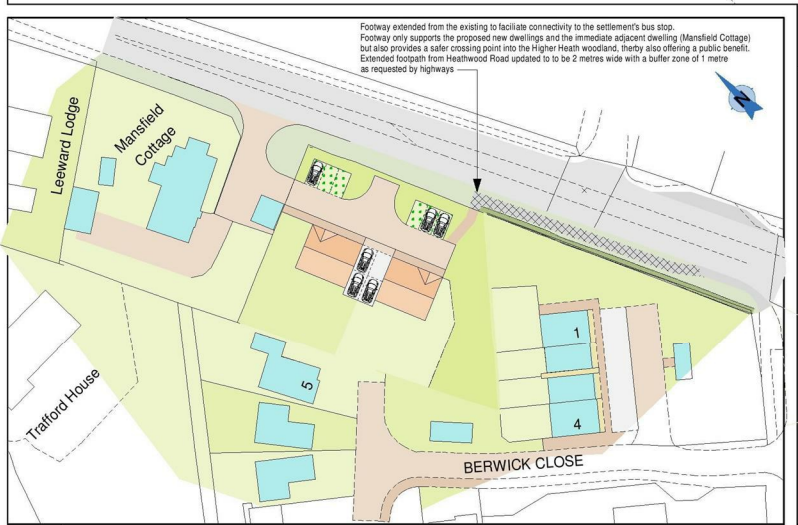 Footway extended from the existing to faciliate connectivity to the settlement's bus stop.
Footway only supports the proposed new dwellings and the immediate adjacent dwelling (Mansfield Cottage)
but also provides a safer crossing point into the Higher Heath woodland, therby also offering a public benefit.
Extended footpath from Heathwood Road updated to to be 2 metres wide with a buffer zone of 1 metre
as requested by highways
N
Leeward Lodge
Mansfield
Cottage
1
5
Trafford House
4
BERWICK CLOSE